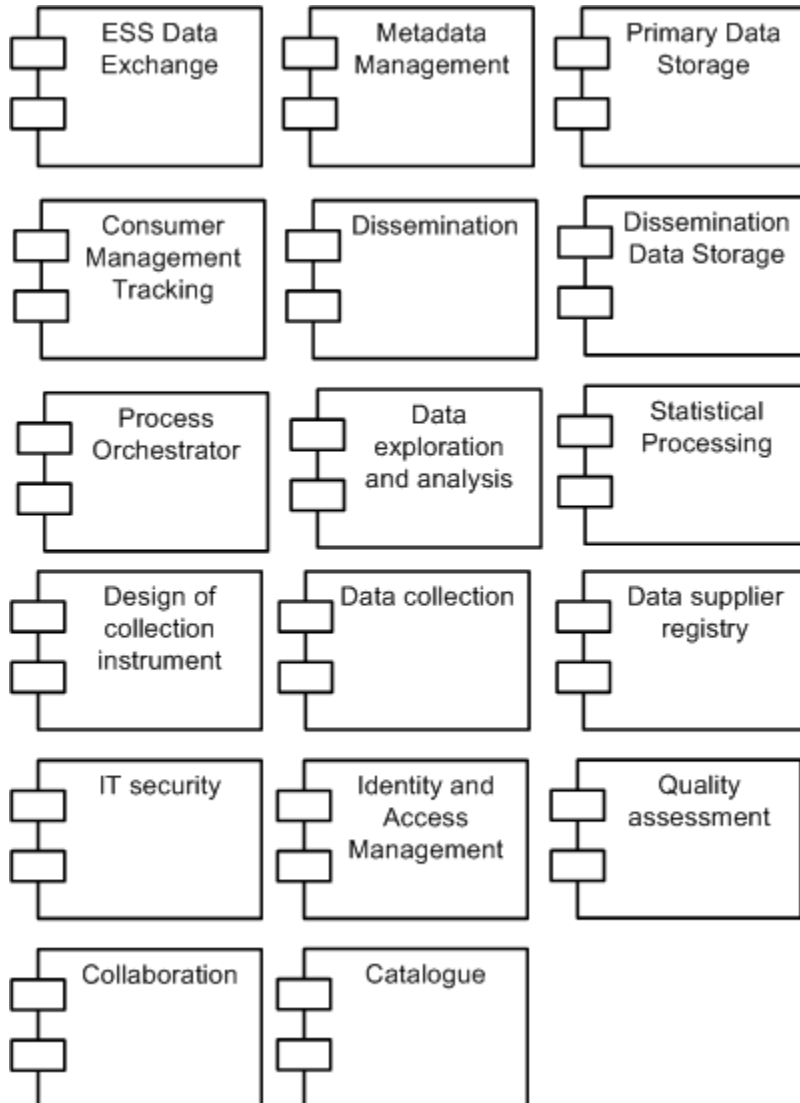 ESS Data
Exchange
Metadata
Management
Primary Data
Storage
Consumer
Management
Tracking
Dissemination
Dissemination
Data Storage
Process
Orchestrator
Data
exploration
and analysis
Statistical
Processing
Design of
collection
instrument
Data collection
Data supplier
registry
IT security
Identity and
Access
Management
Quality
assessment
Collaboration
Catalogue